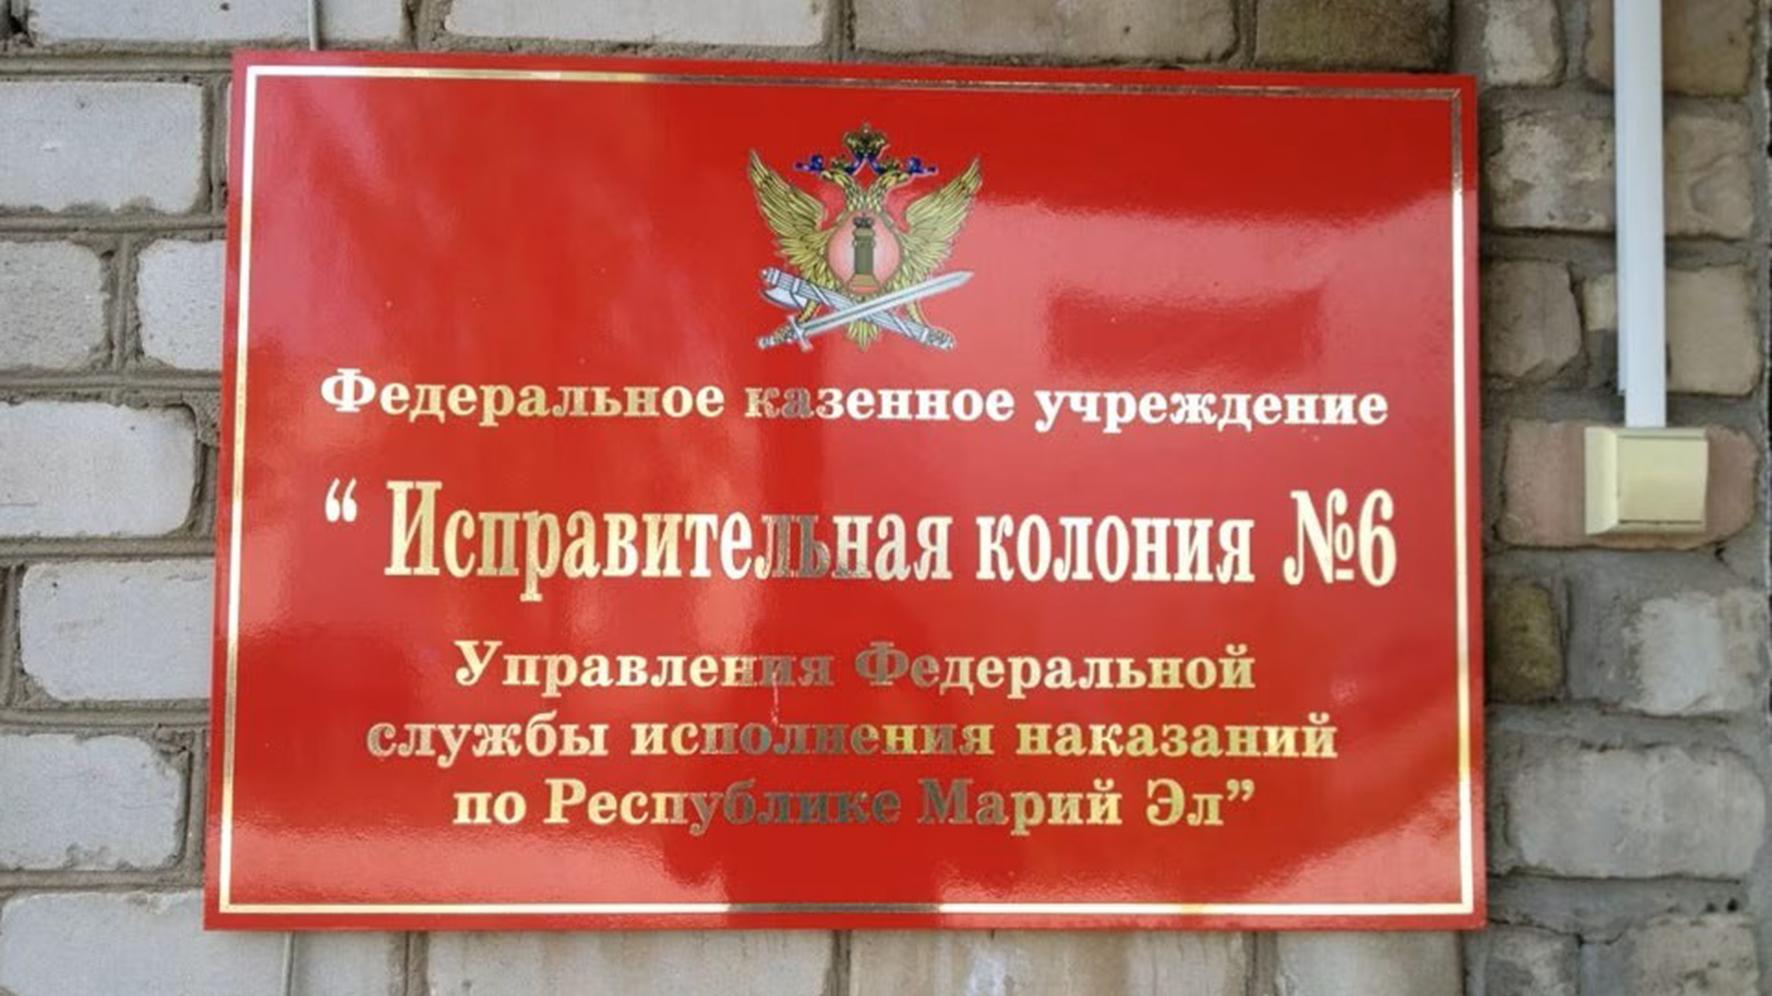 Федеральное казенное учреждение
“ Исправительная колония №6
Управления Федеральной
службы исполнения наказаний
по Республике Марий Эл”